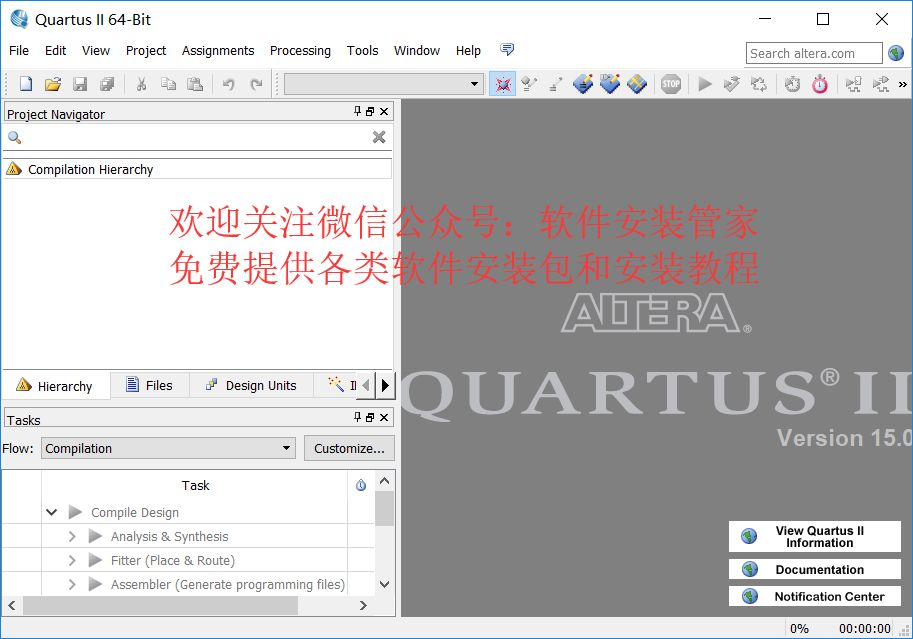 Quartus II 64-Bit
File Edit View Project Assignments Processing Tools Window Help
Search altera.com
STOP
Project Navigator
Compilation Hierarchy
欢迎关注微信公众号：软件安装管家
免费提供各类软件安装包和安装教程
ALTERA®
QUARTUS® II
Version 15.0
Hierarchy Files Design Units
Tasks
Flow: Compilation Customize...
Task
Compile Design
Analysis & Synthesis
Fitter (Place & Route)
Assembler (Generate programming files)
View Quartus II
Information
Documentation
Notification Center
0% 00:00:00